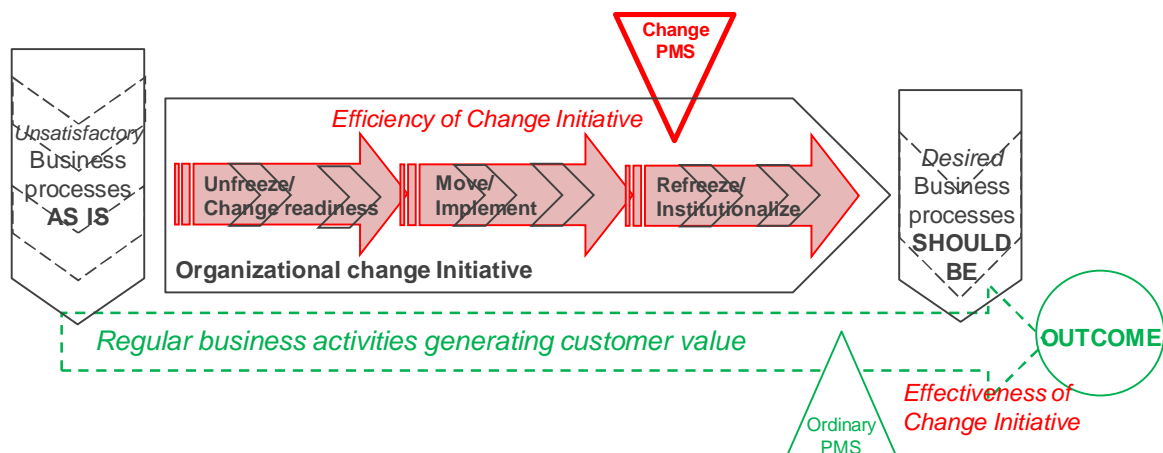 Change
PMS
Efficiency of Change Initiative
Unsatisfactory
Business
processes
AS IS
Unfreeze/
Change readiness
Move/
Implement
Refreeze/
Institutionalize
Organizational change Initiative
Desired
Business
processes
SHOULD
BE
Regular business activities generating customer value
OUTCOME
Effectiveness of
Change Initiative
Ordinary
PMS